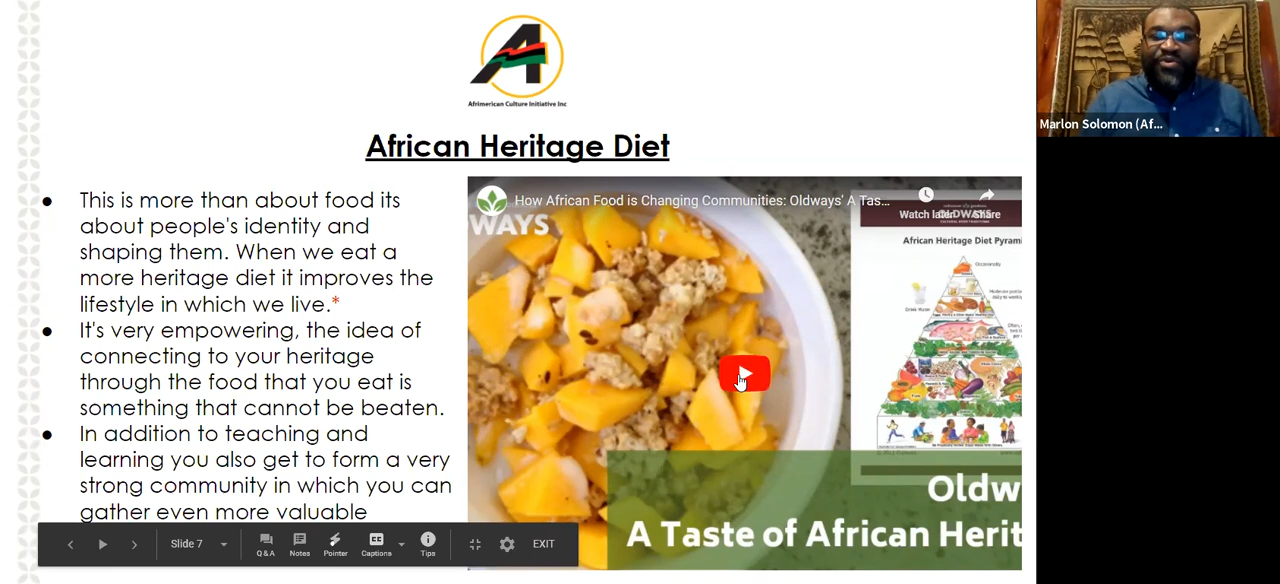 Afrimerican Culture Initiative Inc
African Heritage Diet
● This is more than about food its
about people's identity and
shaping them. When we eat a
more heritage diet it improves the
lifestyle in which we live.*
● It's very empowering, the idea of
connecting to your heritage
through the food that you eat is
something that cannot be beaten.
● In addition to teaching and
learning you also get to form a very
strong community in which you can
gather even more valuable
How African Food is Changing Communities: Oldways' A Tas...
WAYS
Watch later
Share
OLDWAYS
African Heritage Diet Pyrami
Occasionally
Drink Water
Oldw
A Taste of African Herit
Slide 7
Q & A
Notes
Pointer
Captions
Tips
EXIT
Marlon Solomon (Af...